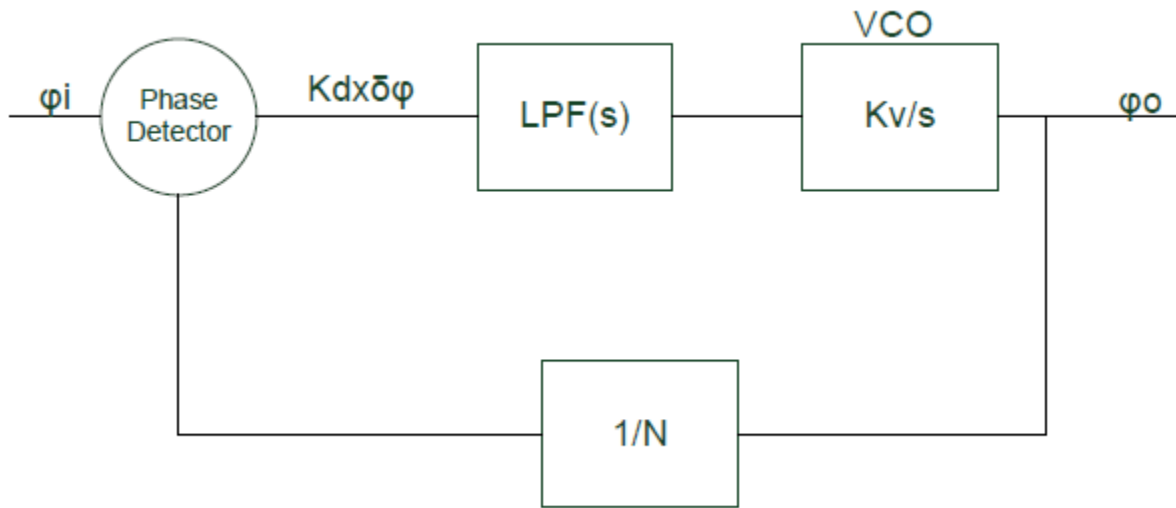 VCO
φi
Phase
Detector
Kdxδφ
LPF(s)
Kv/s
φo
1/N